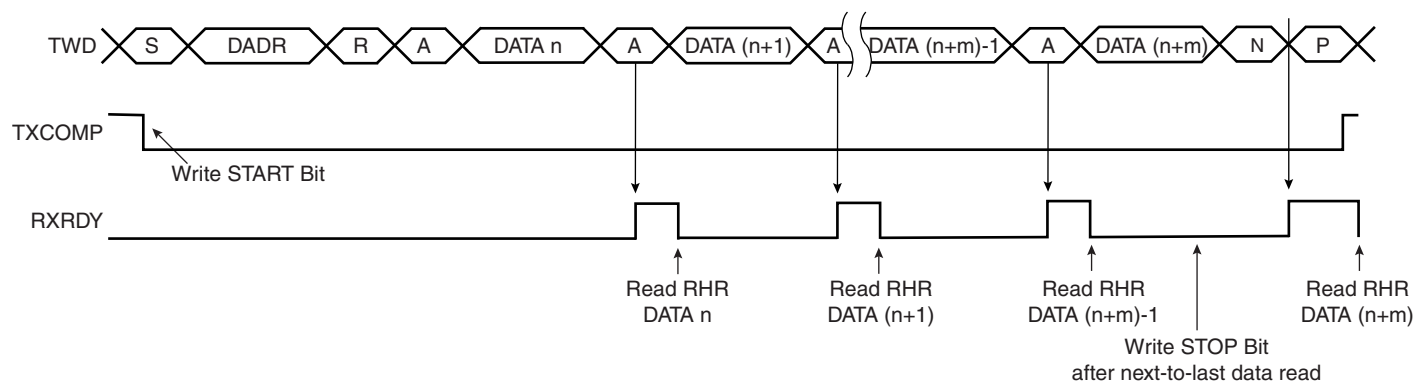 TWD S DADR R A DATA n A DATA (n+1) A DATA (n+m)-1 A DATA (n+m) N P
TXCOMP
Write START Bit
RXRDY
Read RHR
DATA n
Read RHR
DATA (n+1)
Read RHR
DATA (n+m)-1
Read RHR
DATA (n+m)
Write STOP Bit
after next-to-last data read